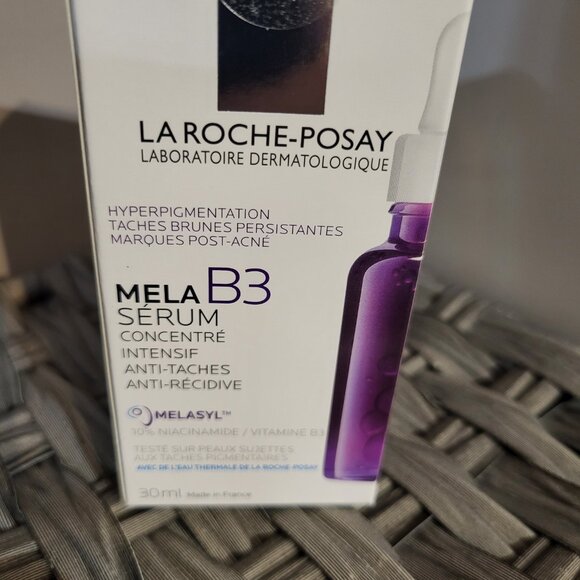 LA ROCHE-POSAY
LABORATOIRE DERMATOLOGIQUE
HYPERPIGMENTATION
TACHES BRUNES PERSISTANTES
MARQUES POST-ACNÉ
MELA B3
SÉRUM
CONCENTRÉ
INTENSIF
ANTI-TACHES
ANTI-RÉCIDIVE
MELASYL™
10% NIACINAMIDE / VITAMINE B3
TESTÉ SUR PEAUX SUJETTES
AUX TACHES PIGMENTAIRES
AVEC DE L'EAU THERMALE DE LA ROCHE-POSAY
30ml Made in France